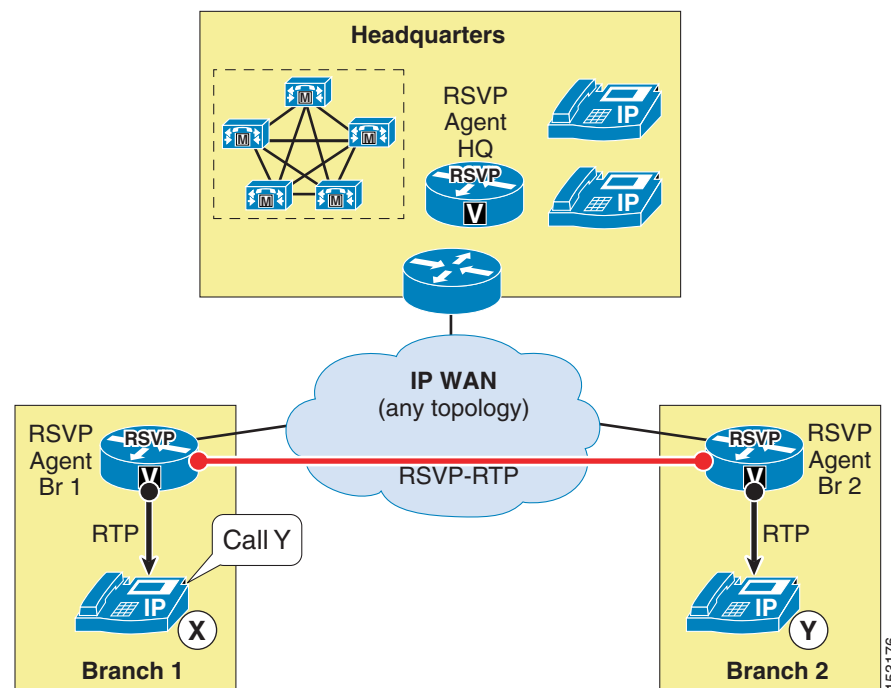 Headquarters
M
M
M
M
M
RSVP
Agent
HQ
RSVP
V
IP
IP
IP WAN
(any topology)
RSVP
Agent
Br 1
RSVP
V
RSVP-RTP
RSVP
V
RSVP
Agent
Br 2
RTP
Call Y
IP
X
Branch 1
RTP
IP
Y
Branch 2
153176